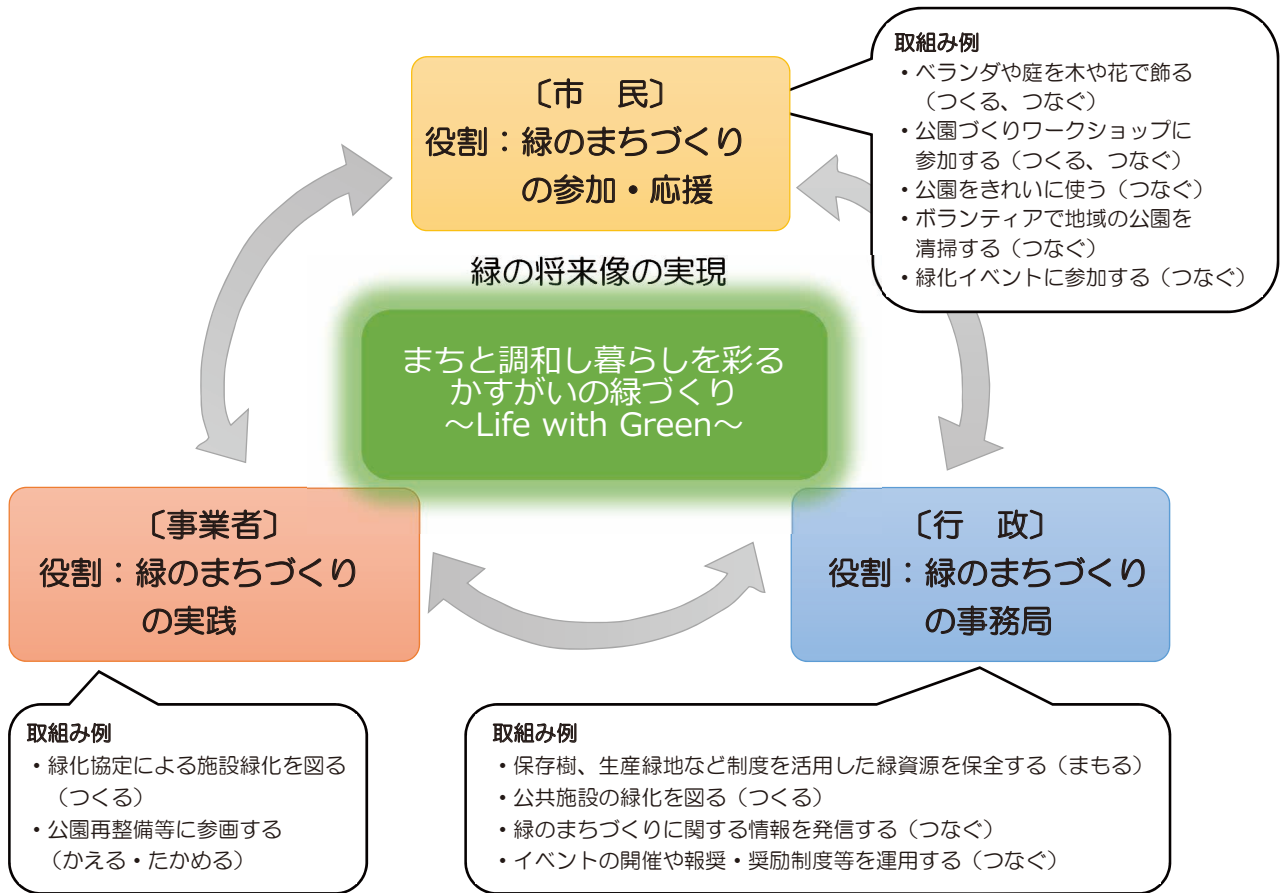 〔市　民〕
役割：緑のまちづくり
の参加・応援
取組み例
・ベランダや庭を木や花で飾る
（つくる、つなぐ）
・公園づくりワークショップに
参加する（つくる、つなぐ）
・公園をきれいに使う（つなぐ）
・ボランティアで地域の公園を
清掃する（つなぐ）
・緑化イベントに参加する（つなぐ）
緑の将来像の実現
まちと調和し暮らしを彩る
かすがいの緑づくり
～Life with Green～
〔事業者〕
役割：緑のまちづくり
の実践
〔行　政〕
役割：緑のまちづくり
の事務局
取組み例
・緑化協定による施設緑化を図る
（つくる）
・公園再整備等に参画する
（かえる・たかめる）
取組み例
・保存樹、生産緑地など制度を活用した緑資源を保全する（まもる）
・公共施設の緑化を図る（つくる）
・緑のまちづくりに関する情報を発信する（つなぐ）
・イベントの開催や報奨・奨励制度等を運用する（つなぐ）